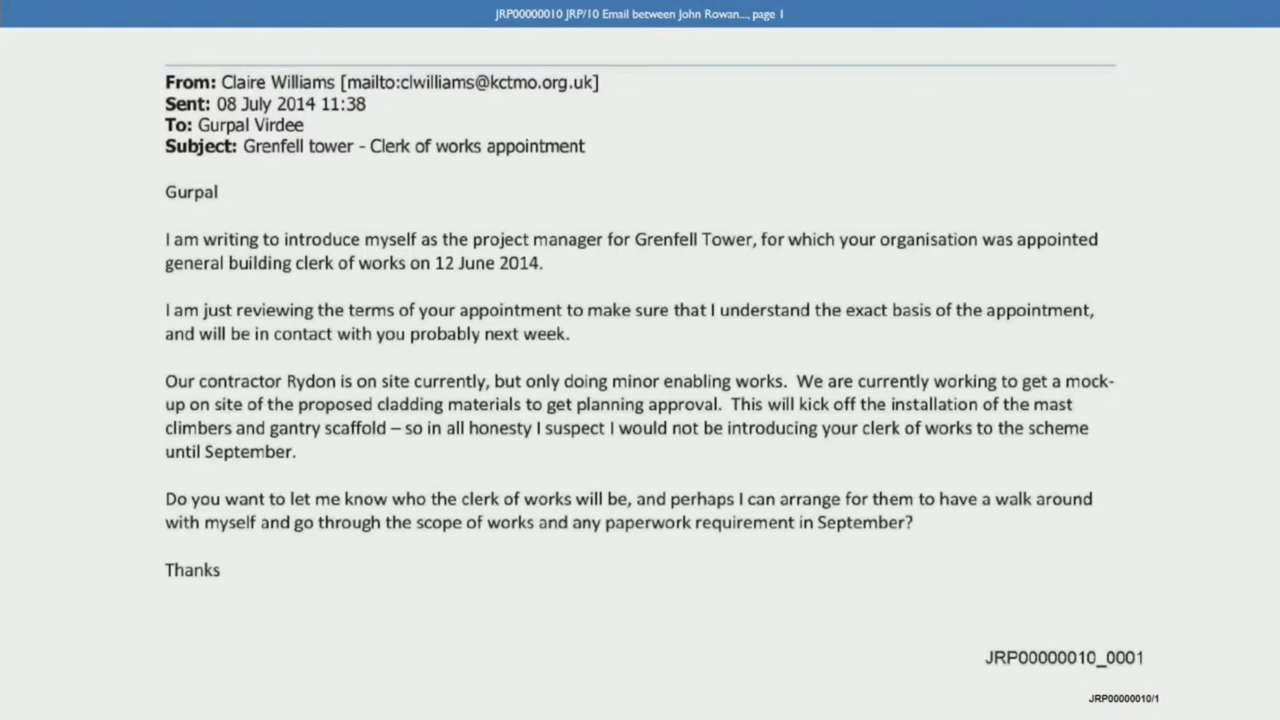 JRP00000010 JRP/10 Email between John Rowan..., page 1
From: Claire Williams [mailto:clwilliams@kctmo.org.uk]
Sent: 08 July 2014 11:38
To: Gurpal Virdee
Subject: Grenfell tower - Clerk of works appointment
Gurpal
I am writing to introduce myself as the project manager for Grenfell Tower, for which your organisation was appointed
general building clerk of works on 12 June 2014.
I am just reviewing the terms of your appointment to make sure that I understand the exact basis of the appointment,
and will be in contact with you probably next week.
Our contractor Rydon is on site currently, but only doing minor enabling works.  We are currently working to get a mock-
up on site of the proposed cladding materials to get planning approval.  This will kick off the installation of the mast
climbers and gantry scaffold – so in all honesty I suspect I would not be introducing your clerk of works to the scheme
until September.
Do you want to let me know who the clerk of works will be, and perhaps I can arrange for them to have a walk around
with myself and go through the scope of works and any paperwork requirement in September?
Thanks
JRP00000010_0001
JRP00000010/1